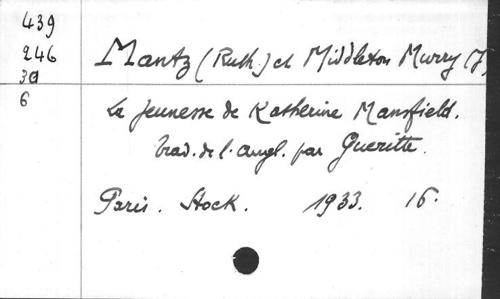 439
246
30
6
Mantz (Ruth) et Middleton Murry (J)
La jeunesse de Katherine Mansfield.
trad. de l'angl. par Gueritte.
Paris. Stock. 1933. 16.